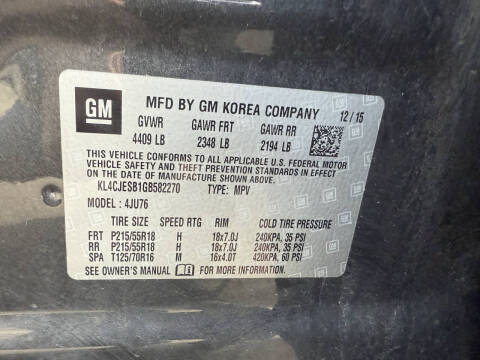 GM MFD BY GM KOREA COMPANY 12/15
GVWR GAWR FRT GAWR RR
4409 LB 2348 LB 2194 LB
THIS VEHICLE CONFORMS TO ALL APPLICABLE U.S. FEDERAL MOTOR
VEHICLE SAFETY AND THEFT PREVENTION STANDARDS IN EFFECT
ON THE DATE OF MANUFACTURE SHOWN ABOVE.
KL4CJESB1GB582270 TYPE: MPV
MODEL : 4JU76
TIRE SIZE SPEED RTG RIM COLD TIRE PRESSURE
FRT P215/55R18 H 18x7.0J 240KPA, 35 PSI
RR P215/55R18 H 18x7.0J 240KPA, 35 PSI
SPA T125/70R16 M 16x4.0T 420KPA, 60 PSI
SEE OWNER'S MANUAL FOR MORE INFORMATION.